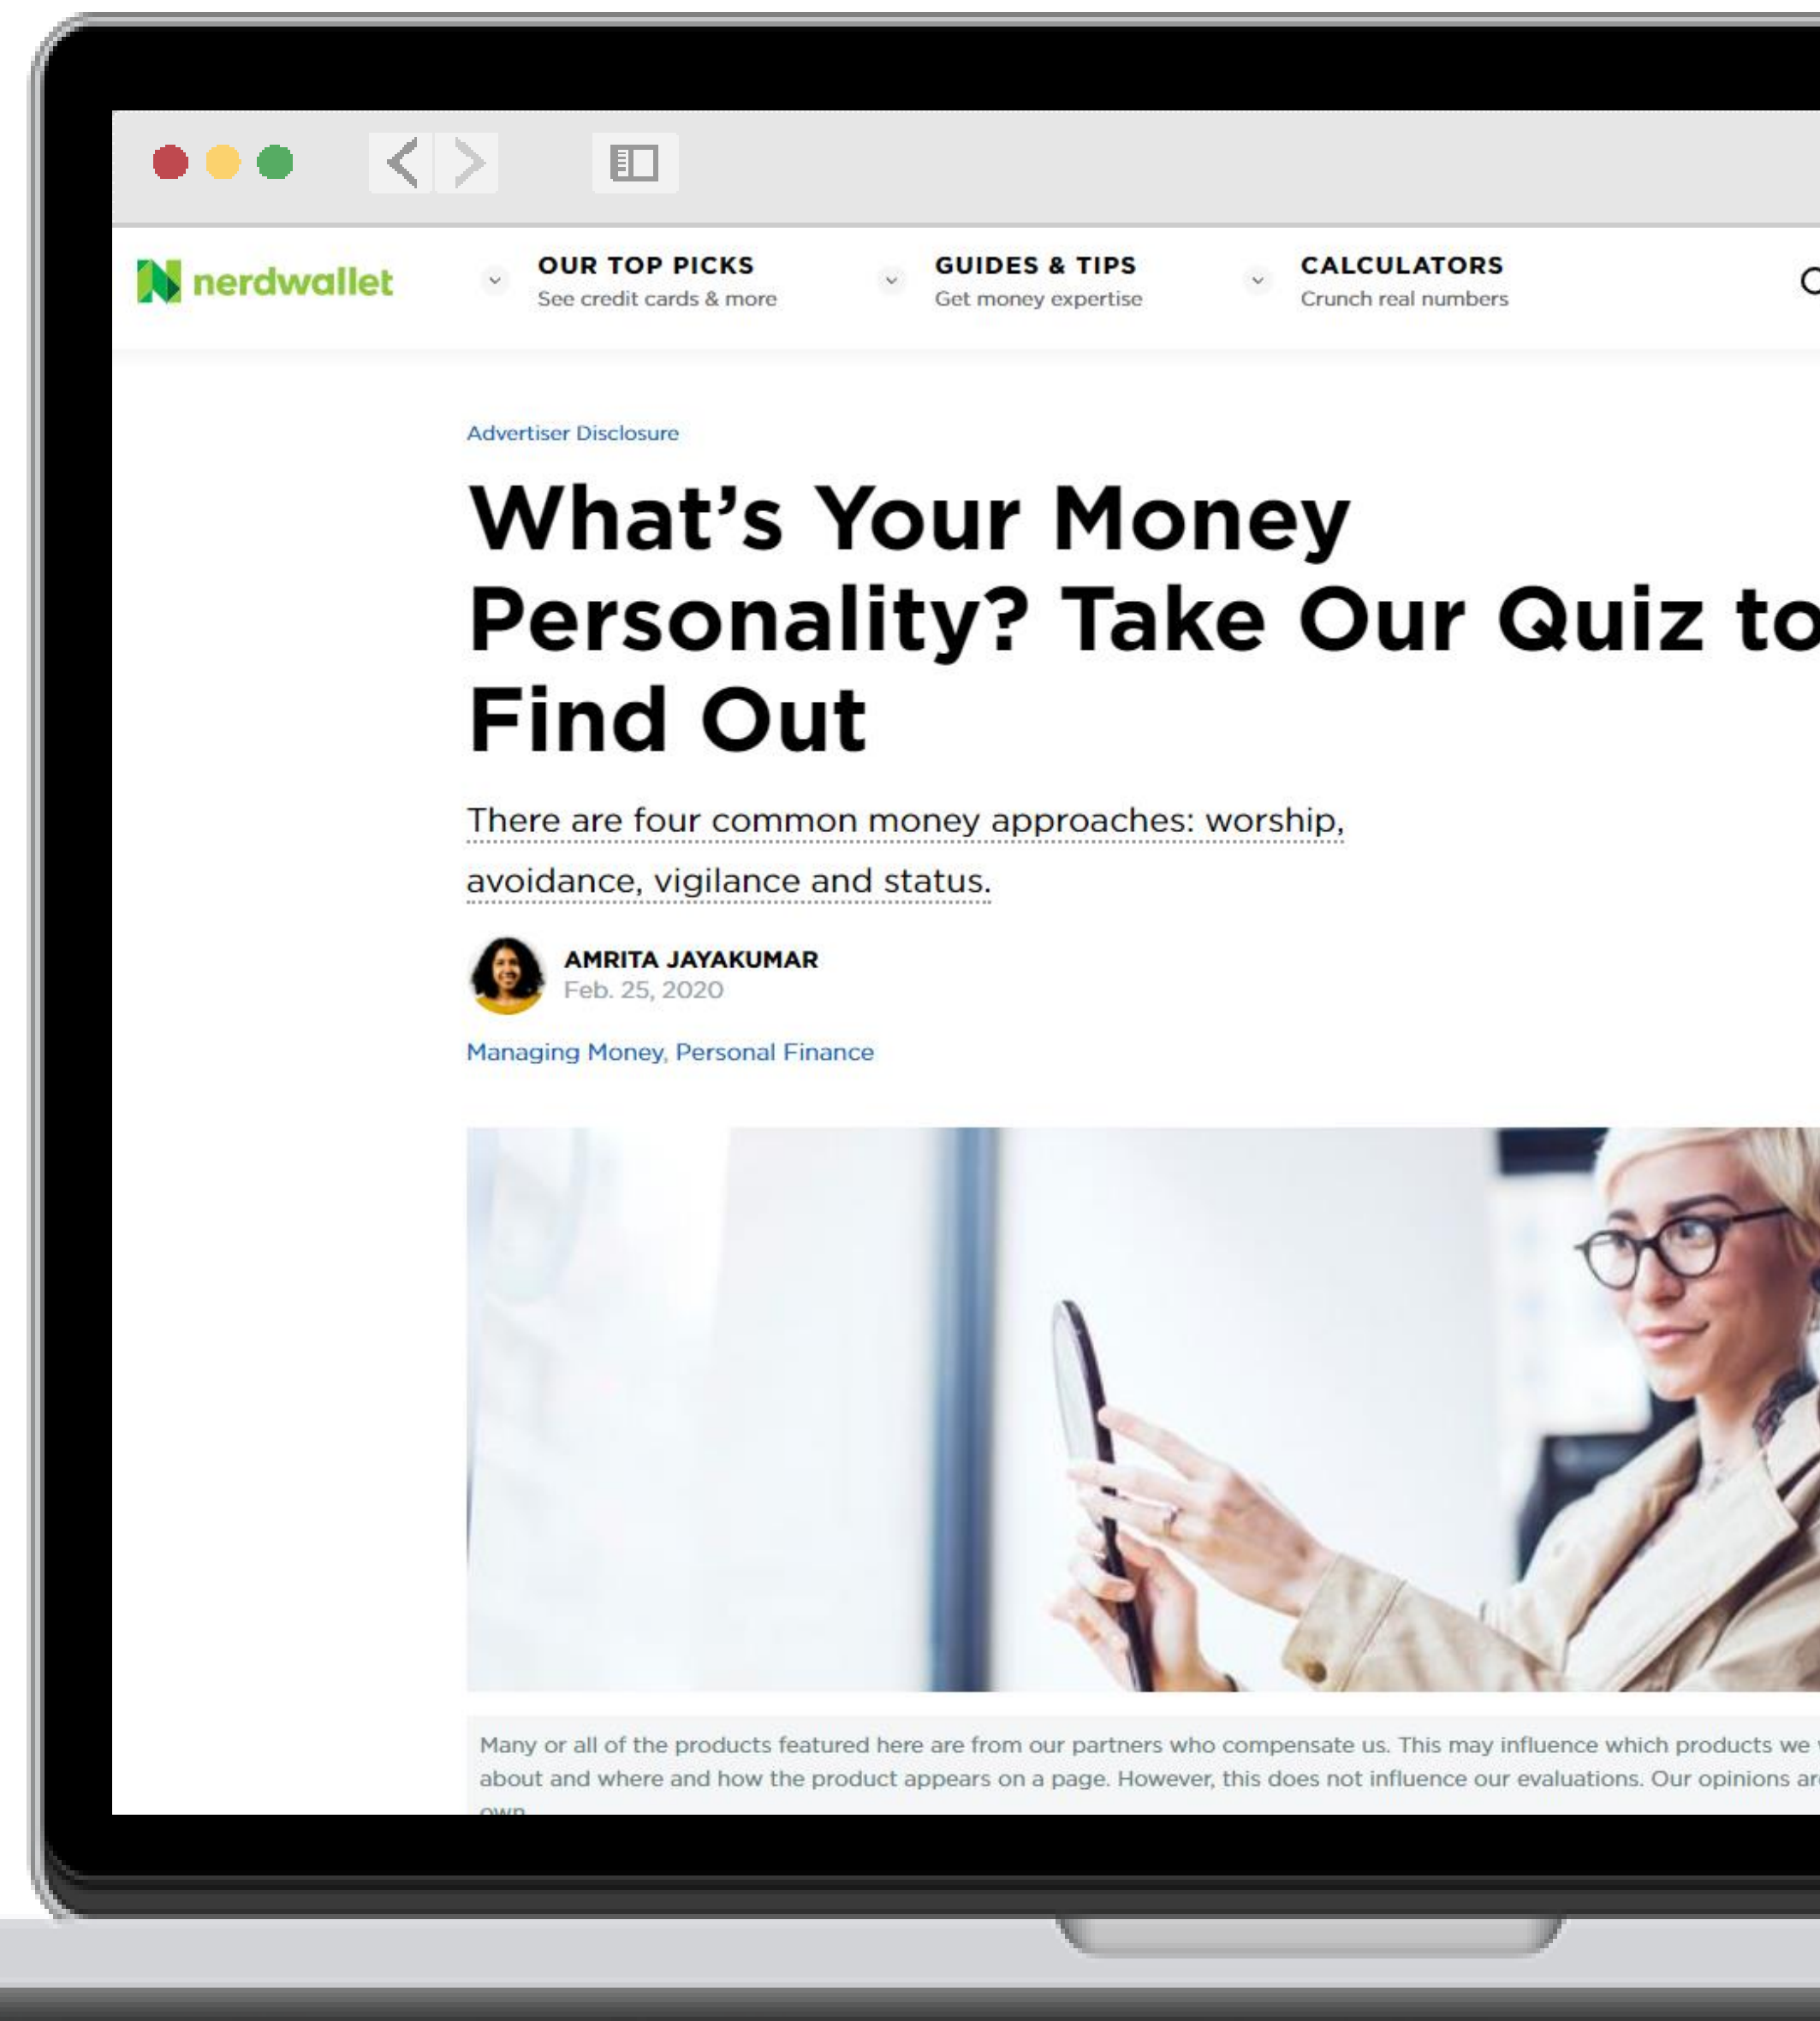 nerdwallet
OUR TOP PICKS
See credit cards & more
GUIDES & TIPS
Get money expertise
CALCULATORS
Crunch real numbers
Advertiser Disclosure
What's Your Money
Personality? Take Our Quiz to
Find Out
There are four common money approaches: worship,
avoidance, vigilance and status.
AMRITA JAYAKUMAR
Feb. 25, 2020
Managing Money, Personal Finance
Many or all of the products featured here are from our partners who compensate us. This may influence which products we
about and where and how the product appears on a page. However, this does not influence our evaluations. Our opinions
own